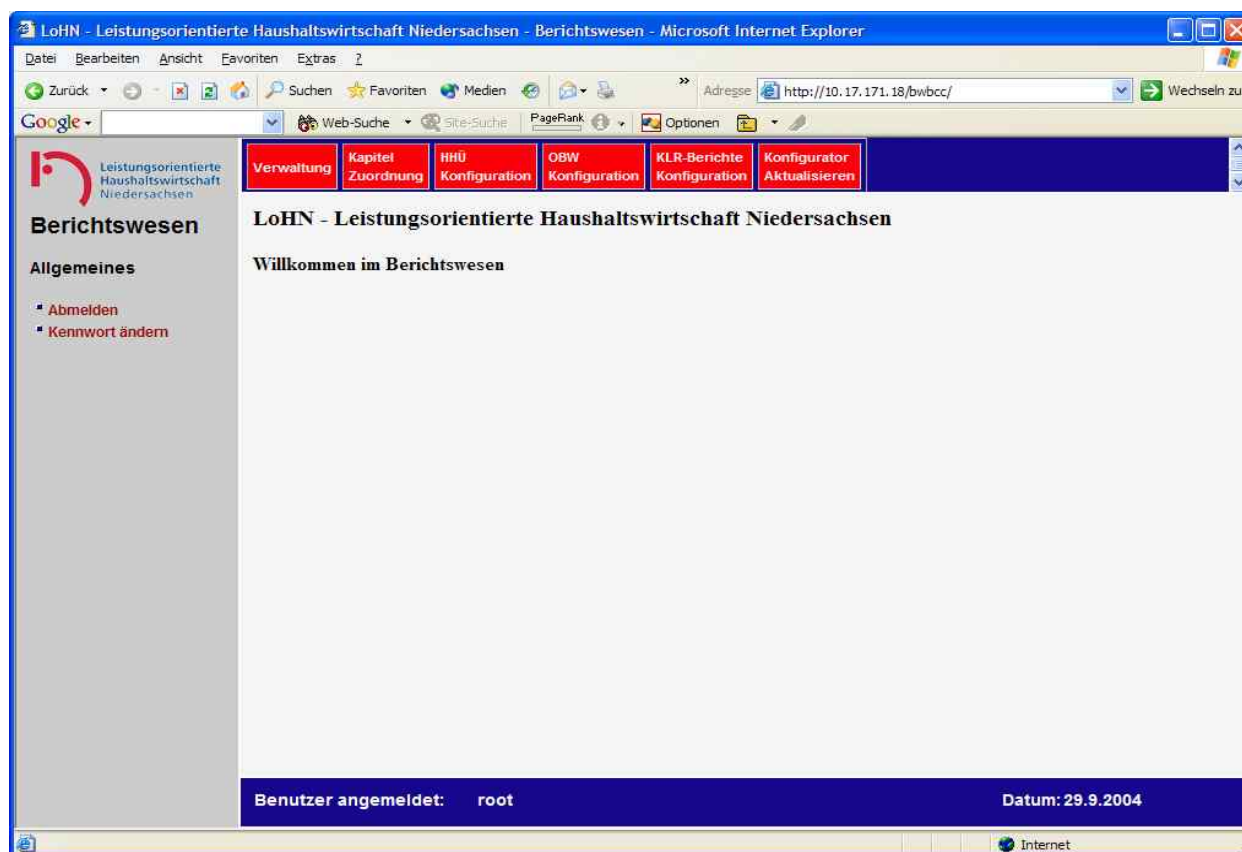 LoHN - Leistungsorientierte Haushaltswirtschaft Niedersachsen - Berichtswesen - Microsoft Internet Explorer
Datei Bearbeiten Ansicht Favoriten Extras ?
Zurück Suchen Favoriten Medien » Adresse http://10.17.171.18/bwbcc/ Wechseln zu
Google Web-Suche Site-Suche PageRank Optionen
Leistungsorientierte
Haushaltswirtschaft
Niedersachsen
Verwaltung
Kapitel
Zuordnung
HHÜ
Konfiguration
OBW
Konfiguration
KLR-Berichte
Konfiguration
Konfigurator
Aktualisieren
Berichtswesen
Allgemeines
Abmelden
Kennwort ändern
LoHN - Leistungsorientierte Haushaltswirtschaft Niedersachsen
Willkommen im Berichtswesen
Benutzer angemeldet: root Datum: 29.9.2004
Internet